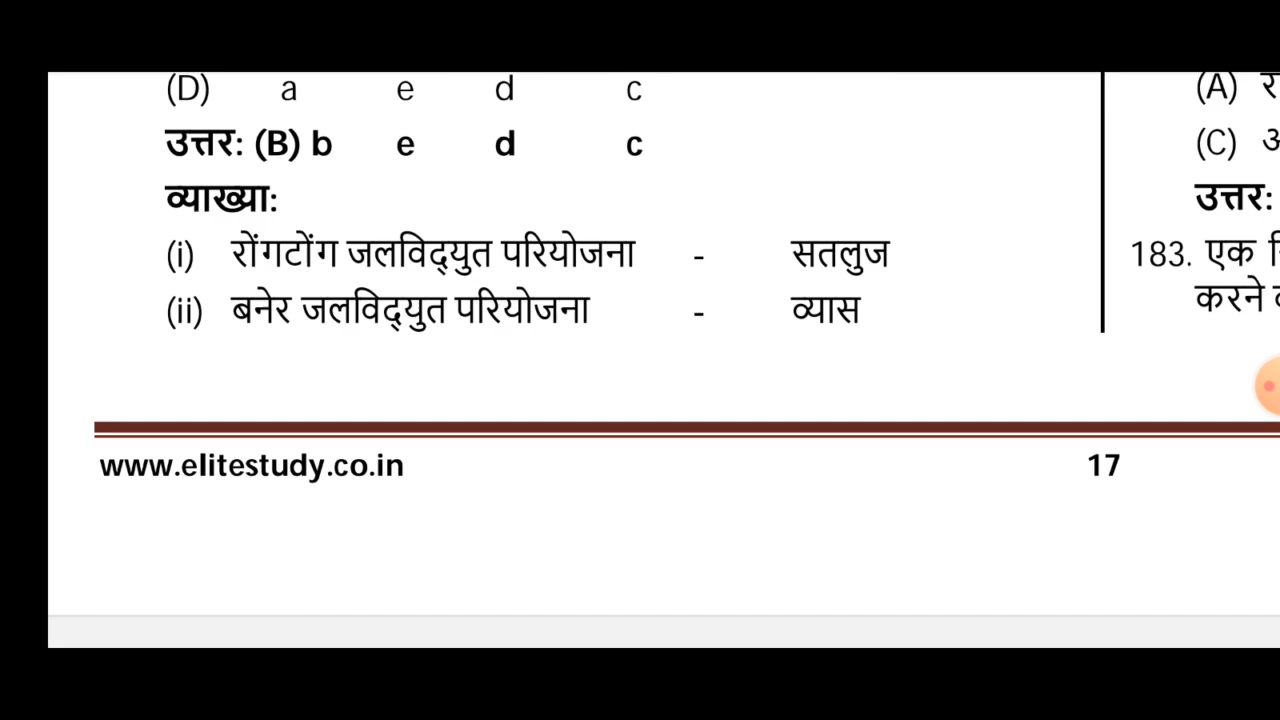 (D) a e d c
उत्तर: (B) b e d c
व्याख्या:
(i) रोंगटोंग जलविद्युत परियोजना - सतलुज
(ii) बनेर जलविद्युत परियोजना - व्यास
(A)
(C)
उत्तर:
183. एक
करने
www.elitestudy.co.in 17